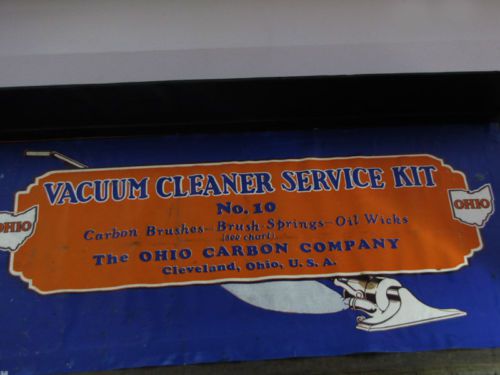 VACUUM CLEANER SERVICE KIT
No. 10
Carbon Brushes-Brush-Springs-Oil Wicks
(see chart)
The OHIO CARBON COMPANY
Cleveland, Ohio, U. S. A.
OHIO
OHIO